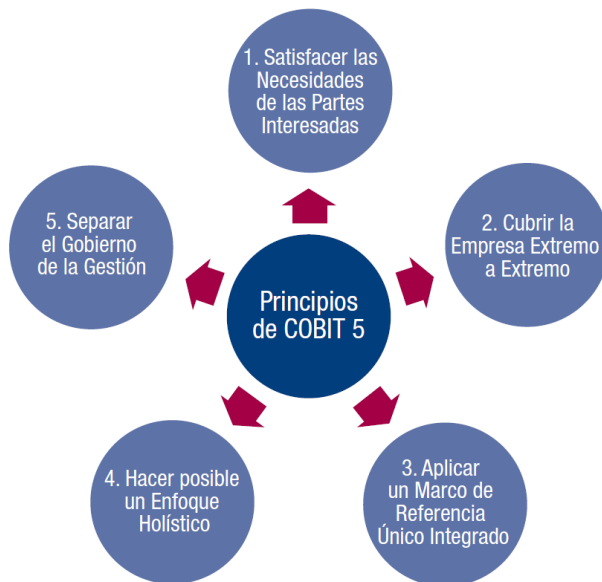 1. Satisfacer las
Necesidades
de las Partes
Interesadas
5. Separar
el Gobierno
de la Gestión
2. Cubrir la
Empresa Extremo
a Extremo
Principios
de COBIT 5
4. Hacer posible
un Enfoque
Holístico
3. Aplicar
un Marco de
Referencia
Único Integrado